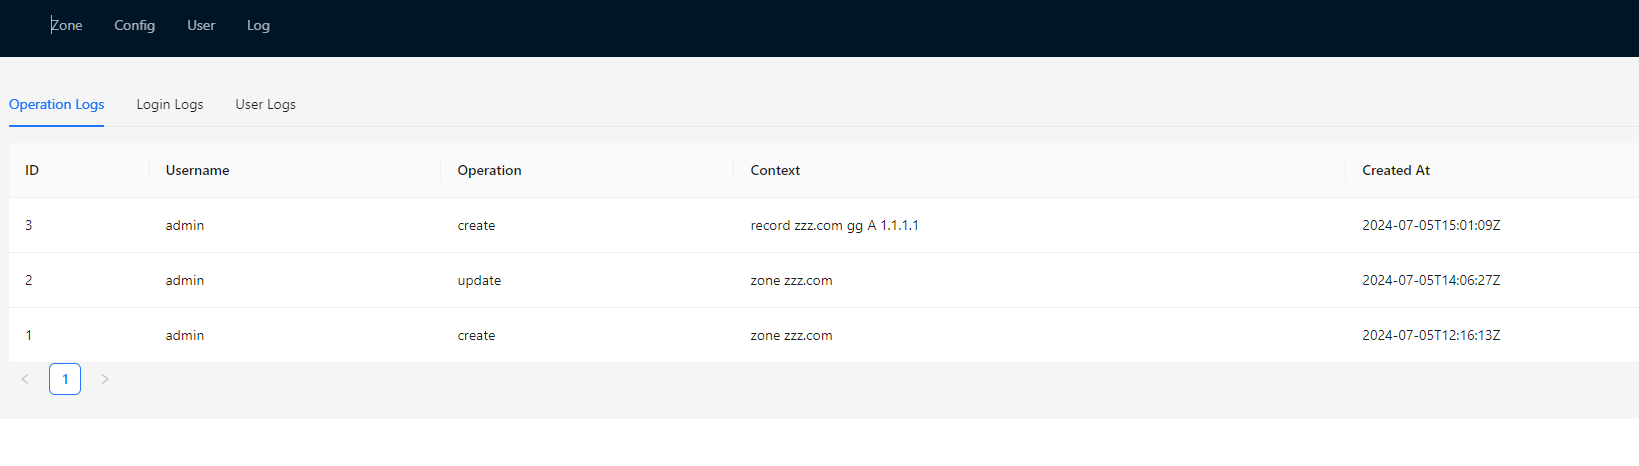 Zone Config User Log
Operation Logs Login Logs User Logs
ID Username Operation Context Created At
3 admin create record zzz.com gg A 1.1.1.1 2024-07-05T15:01:09Z
2 admin update zone zzz.com 2024-07-05T14:06:27Z
1 admin create zone zzz.com 2024-07-05T12:16:13Z
< 1 >